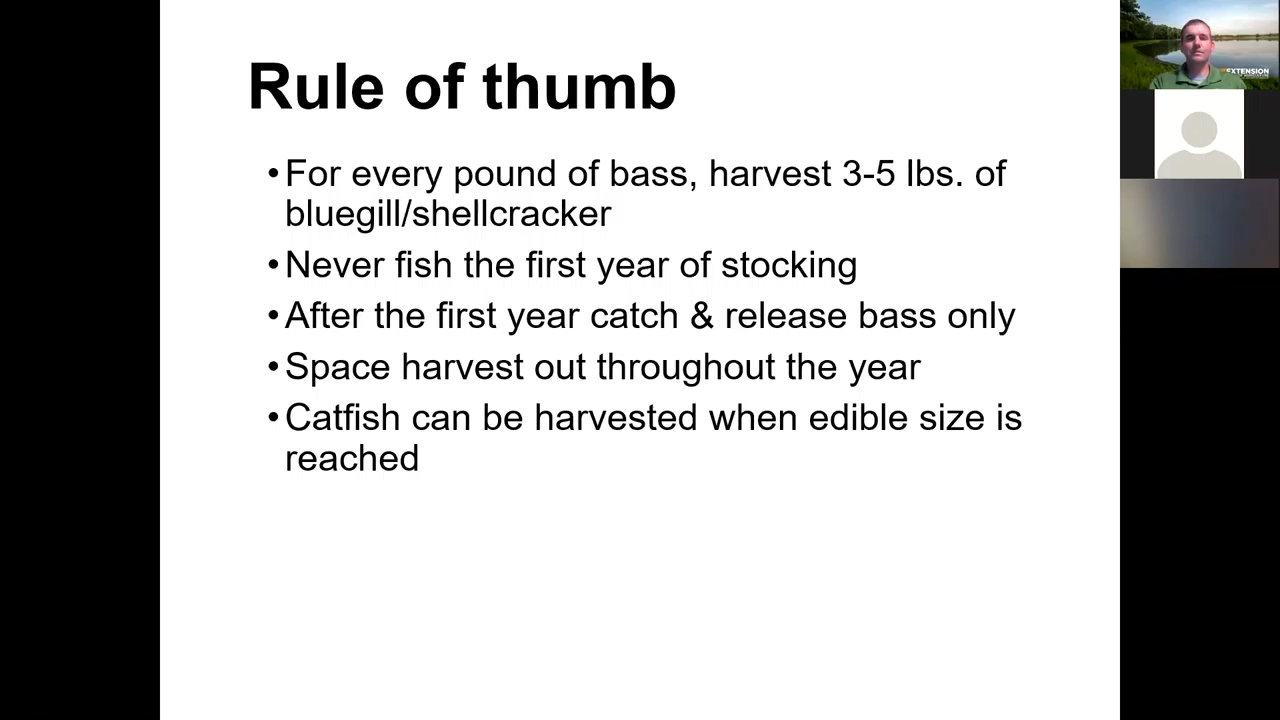 Rule of thumb
• For every pound of bass, harvest 3-5 lbs. of
bluegill/shellcracker
• Never fish the first year of stocking
• After the first year catch & release bass only
• Space harvest out throughout the year
• Catfish can be harvested when edible size is
reached
EXTENSION